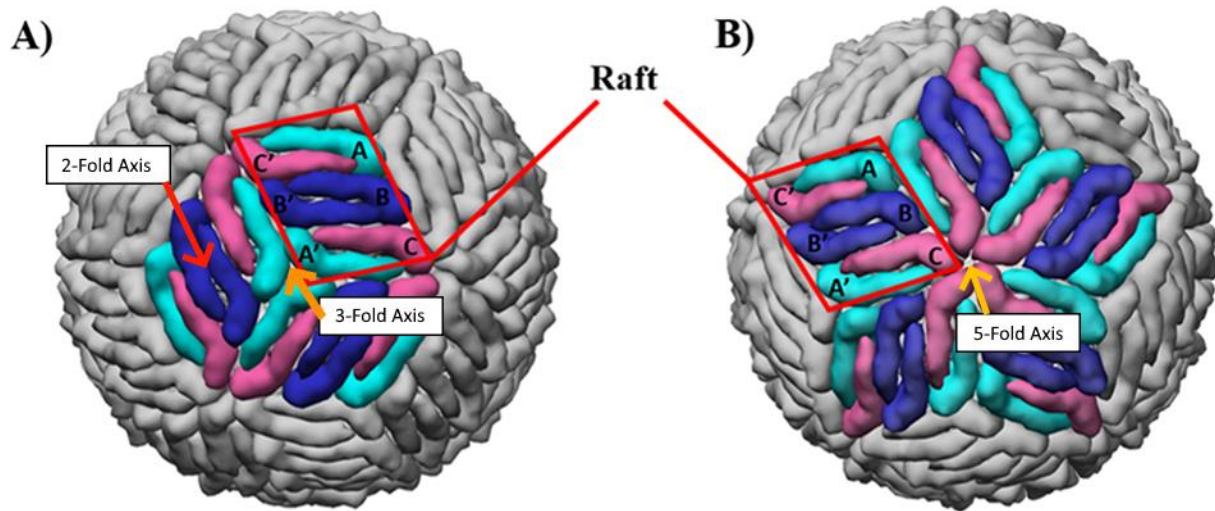 A)
B)
Raft
2-Fold Axis
3-Fold Axis
5-Fold Axis
A
C'
B
B'
A'
C
A
C'
B
B'
C
A'